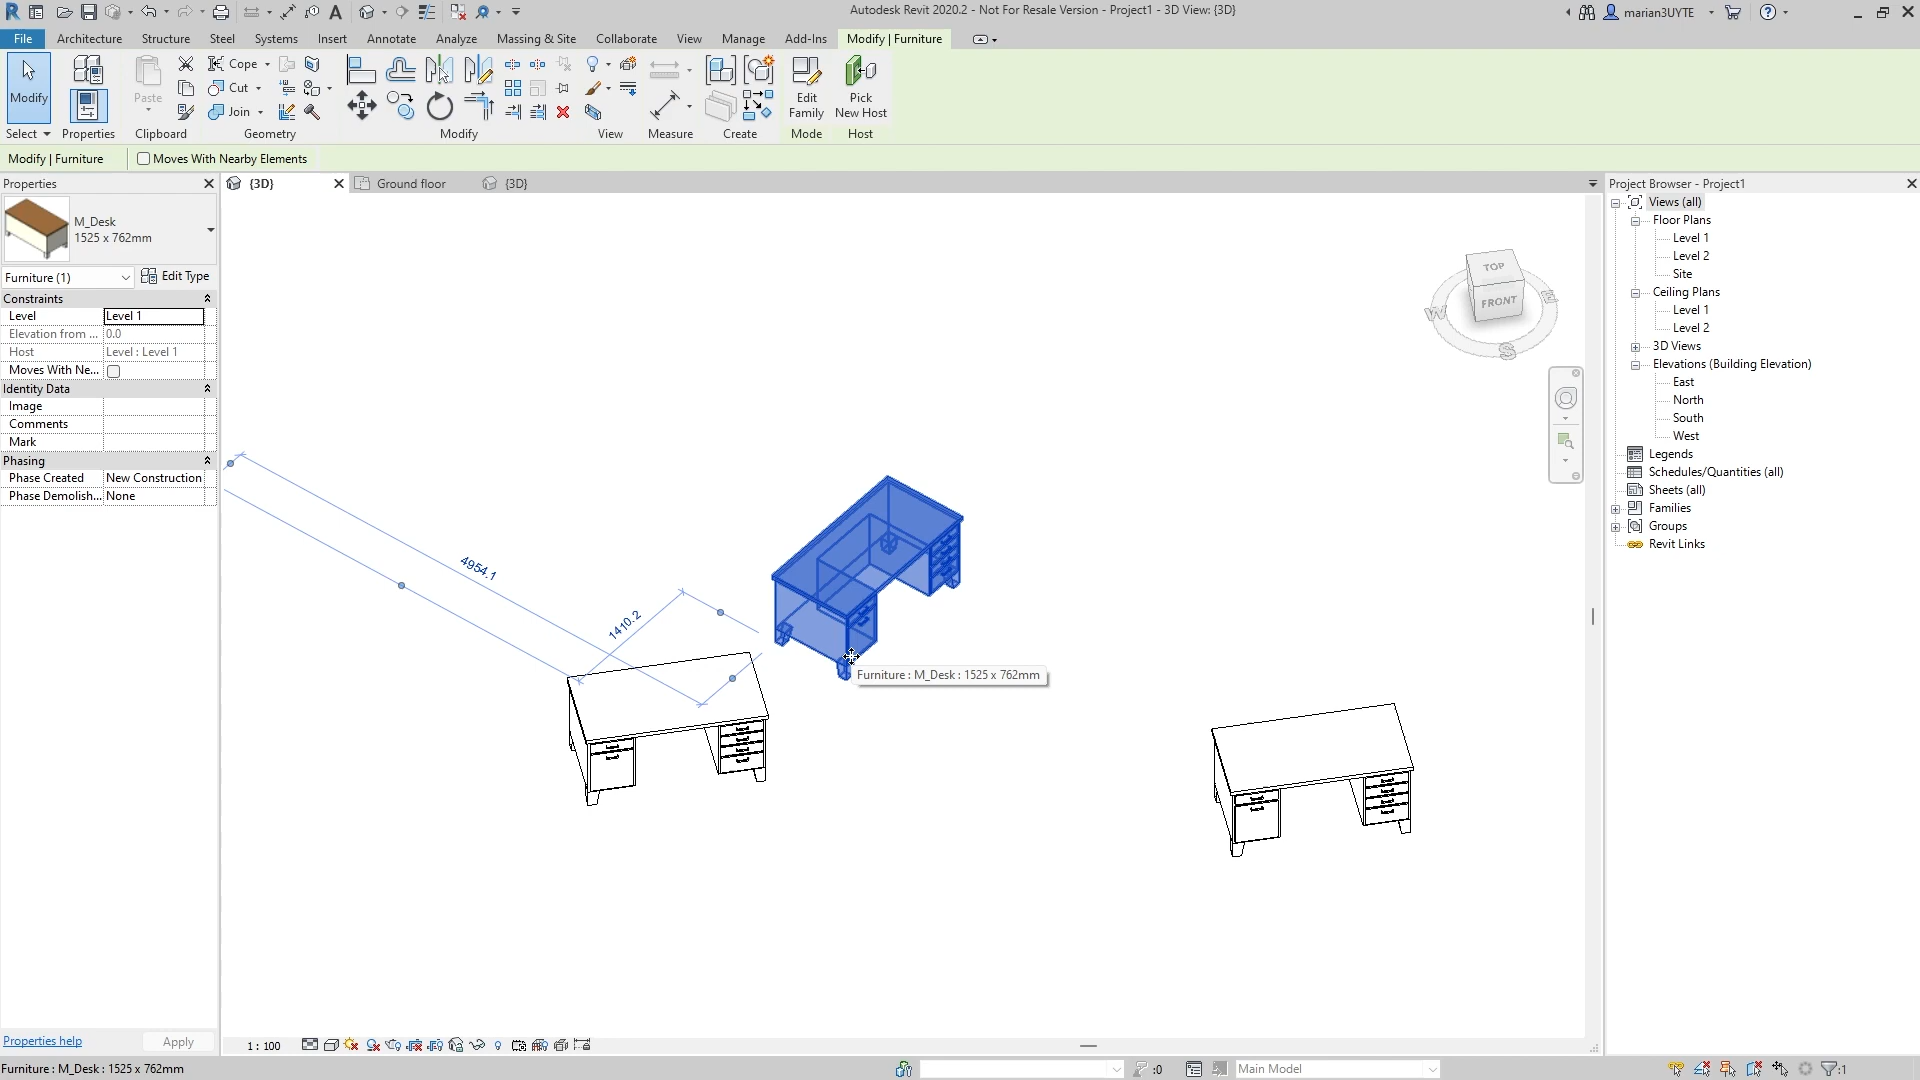 Autodesk Revit 2020.2 - Not For Resale Version - Project1 - 3D View: {3D}
marian3UYTE
File
Architecture
Structure
Steel
Systems
Insert
Annotate
Analyze
Massing & Site
Collaborate
View
Manage
Add-Ins
Modify | Furniture
Modify
Paste
Cope
Cut
Join
Edit Family
Pick New Host
Select
Properties
Clipboard
Geometry
Modify
View
Measure
Create
Mode
Host
Modify | Furniture
Moves With Nearby Elements
Properties
{3D}
Ground floor
{3D}
Project Browser - Project1
M_Desk
1525 x 762mm
Furniture (1)
Edit Type
Constraints
Level
Level 1
Elevation from ...
0.0
Host
Level : Level 1
Moves With Ne...
Identity Data
Image
Comments
Mark
Phasing
Phase Created
New Construction
Phase Demolish...
None
Properties help
Apply
TOP
FRONT
W
S
E
4954.1
1410.2
Furniture : M_Desk : 1525 x 762mm
Views (all)
Floor Plans
Level 1
Level 2
Site
Ceiling Plans
Level 1
Level 2
3D Views
Elevations (Building Elevation)
East
North
South
West
Legends
Schedules/Quantities (all)
Sheets (all)
Families
Groups
Revit Links
1 : 100
Furniture : M_Desk : 1525 x 762mm
:0
Main Model
:1